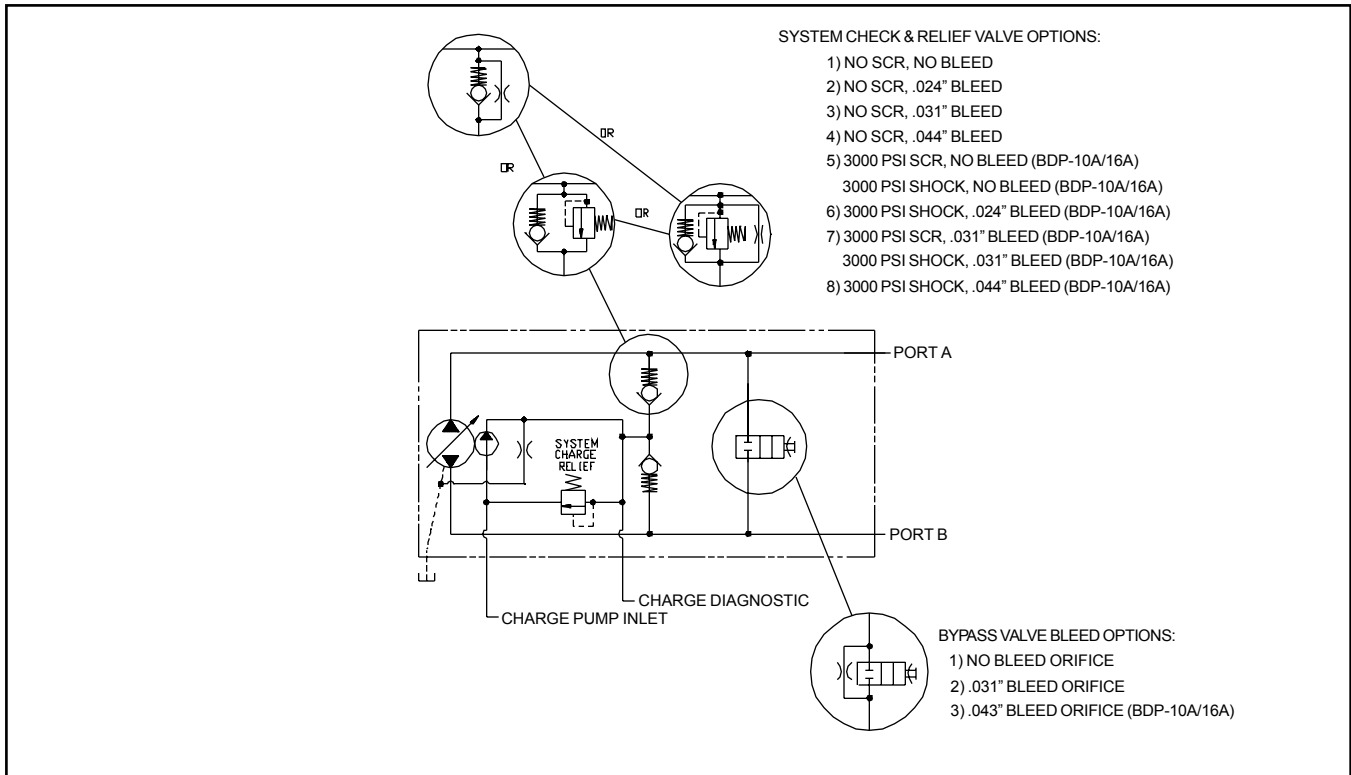 SYSTEM CHECK & RELIEF VALVE OPTIONS:
1) NO SCR, NO BLEED
2) NO SCR, .024” BLEED
3) NO SCR, .031” BLEED
4) NO SCR, .044” BLEED
5) 3000 PSI SCR, NO BLEED (BDP-10A/16A)
3000 PSI SHOCK, NO BLEED (BDP-10A/16A)
6) 3000 PSI SHOCK, .024” BLEED (BDP-10A/16A)
7) 3000 PSI SCR, .031” BLEED (BDP-10A/16A)
3000 PSI SHOCK, .031” BLEED (BDP-10A/16A)
8) 3000 PSI SHOCK, .044” BLEED (BDP-10A/16A)
OR
OR
OR
PORT A
SYSTEM
CHARGE
RELIEF
PORT B
CHARGE DIAGNOSTIC
CHARGE PUMP INLET
BYPASS VALVE BLEED OPTIONS:
1) NO BLEED ORIFICE
2) .031” BLEED ORIFICE
3) .043” BLEED ORIFICE (BDP-10A/16A)